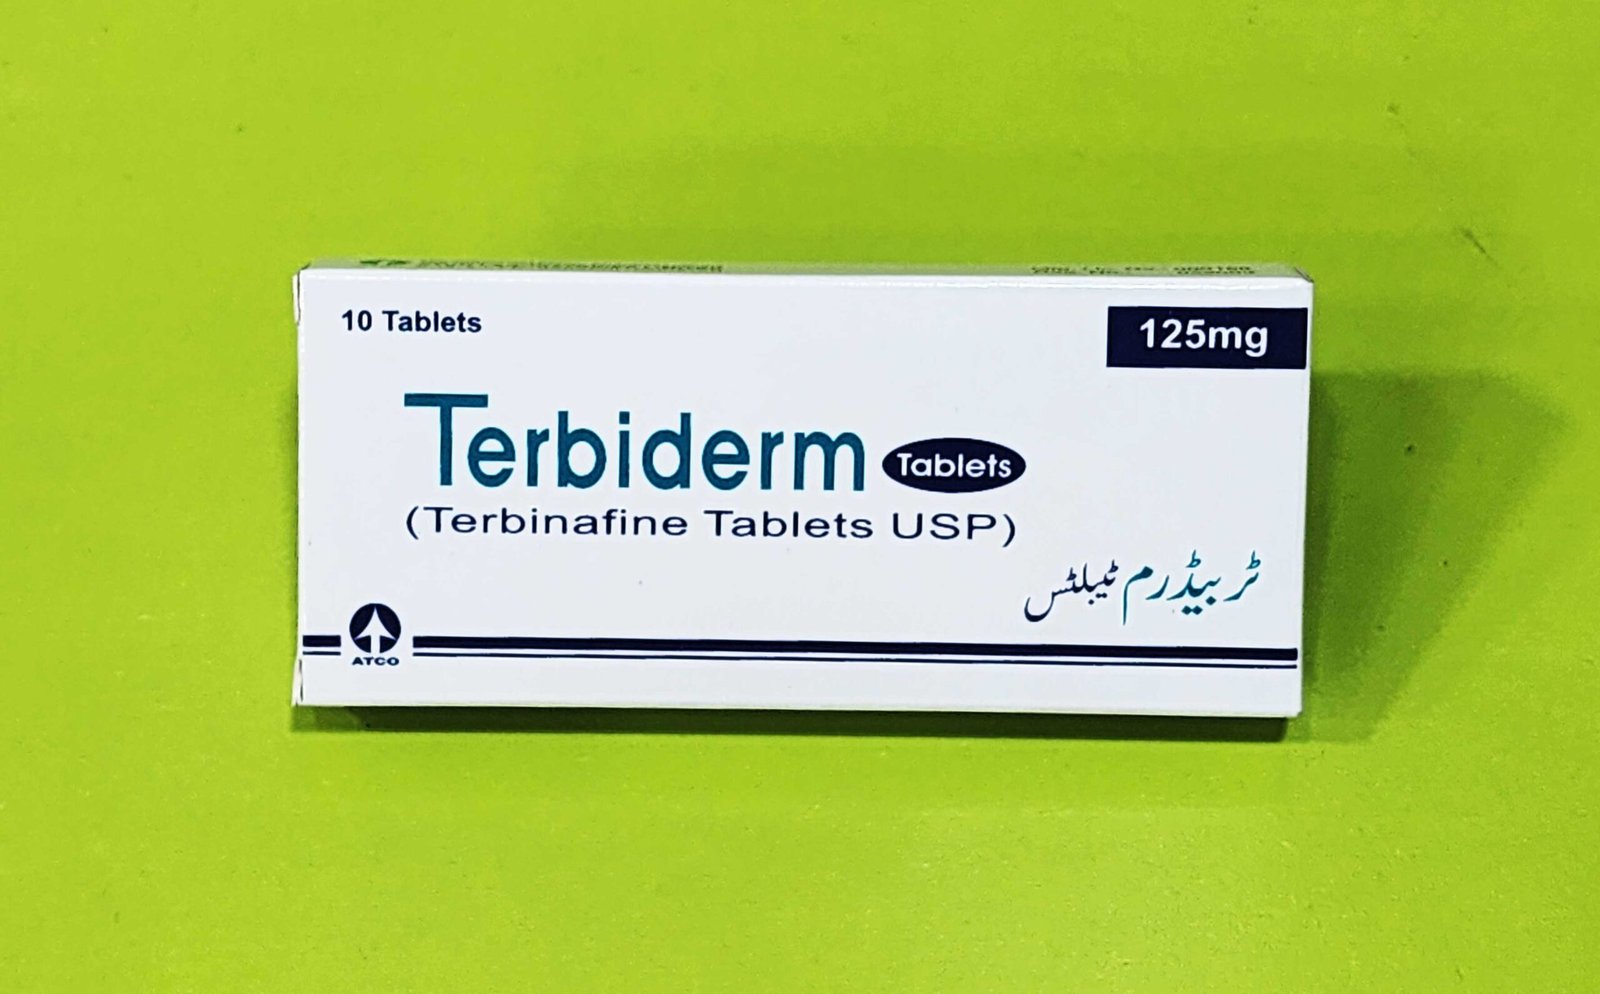 10 Tablets
125mg
Terbiderm Tablets
(Terbinafine Tablets USP)
ٹربیڈرم ٹیبلٹس
ATCO